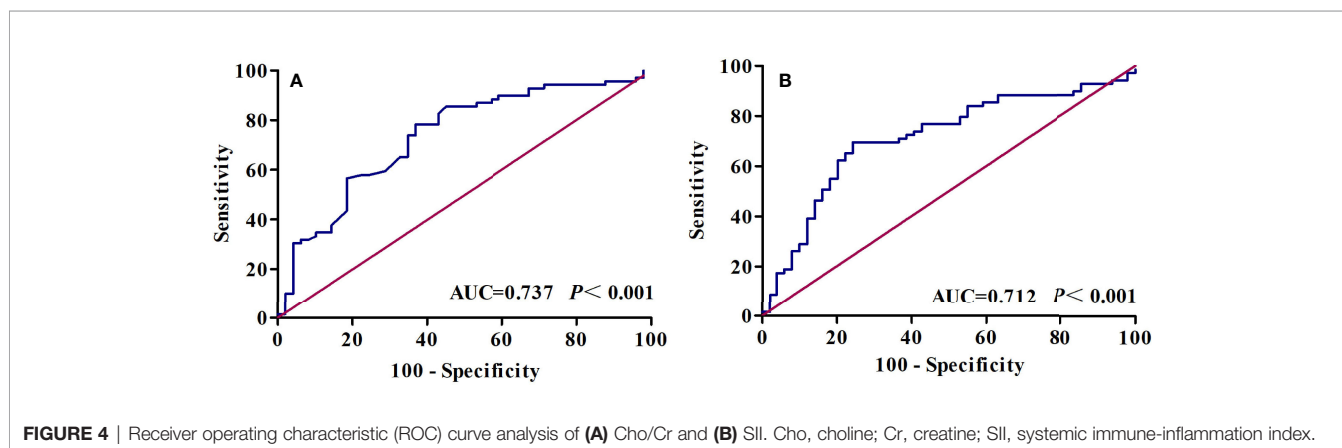 A
100
80
60
40
20
0
Sensitivity
0 20 40 60 80 100
100 - Specificity
AUC=0.737 P< 0.001
B
100
80
60
40
20
0
Sensitivity
0 20 40 60 80 100
100 - Specificity
AUC=0.712 P< 0.001
FIGURE 4 | Receiver operating characteristic (ROC) curve analysis of (A) Cho/Cr and (B) SII. Cho, choline; Cr, creatine; SII, systemic immune-inflammation index.